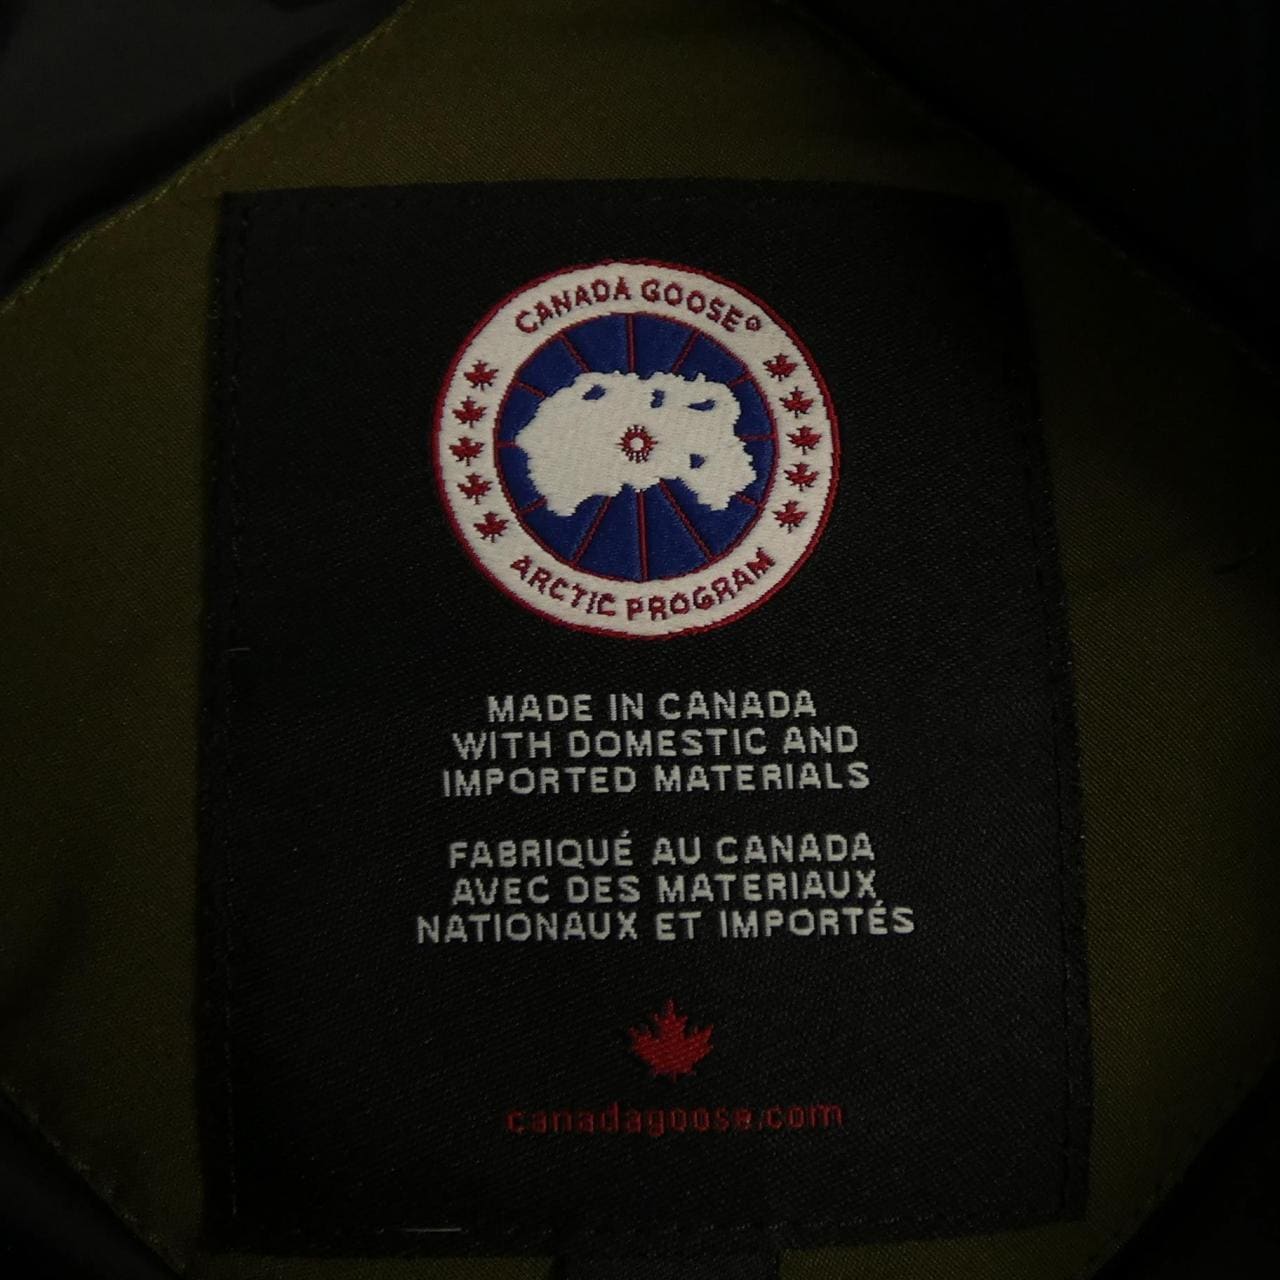 CANADA GOOSE®
ARCTIC PROGRAM
MADE IN CANADA
WITH DOMESTIC AND
IMPORTED MATERIALS
FABRIQUÉ AU CANADA
AVEC DES MATERIAUX
NATIONAUX ET IMPORTÉS
canadagoose.com